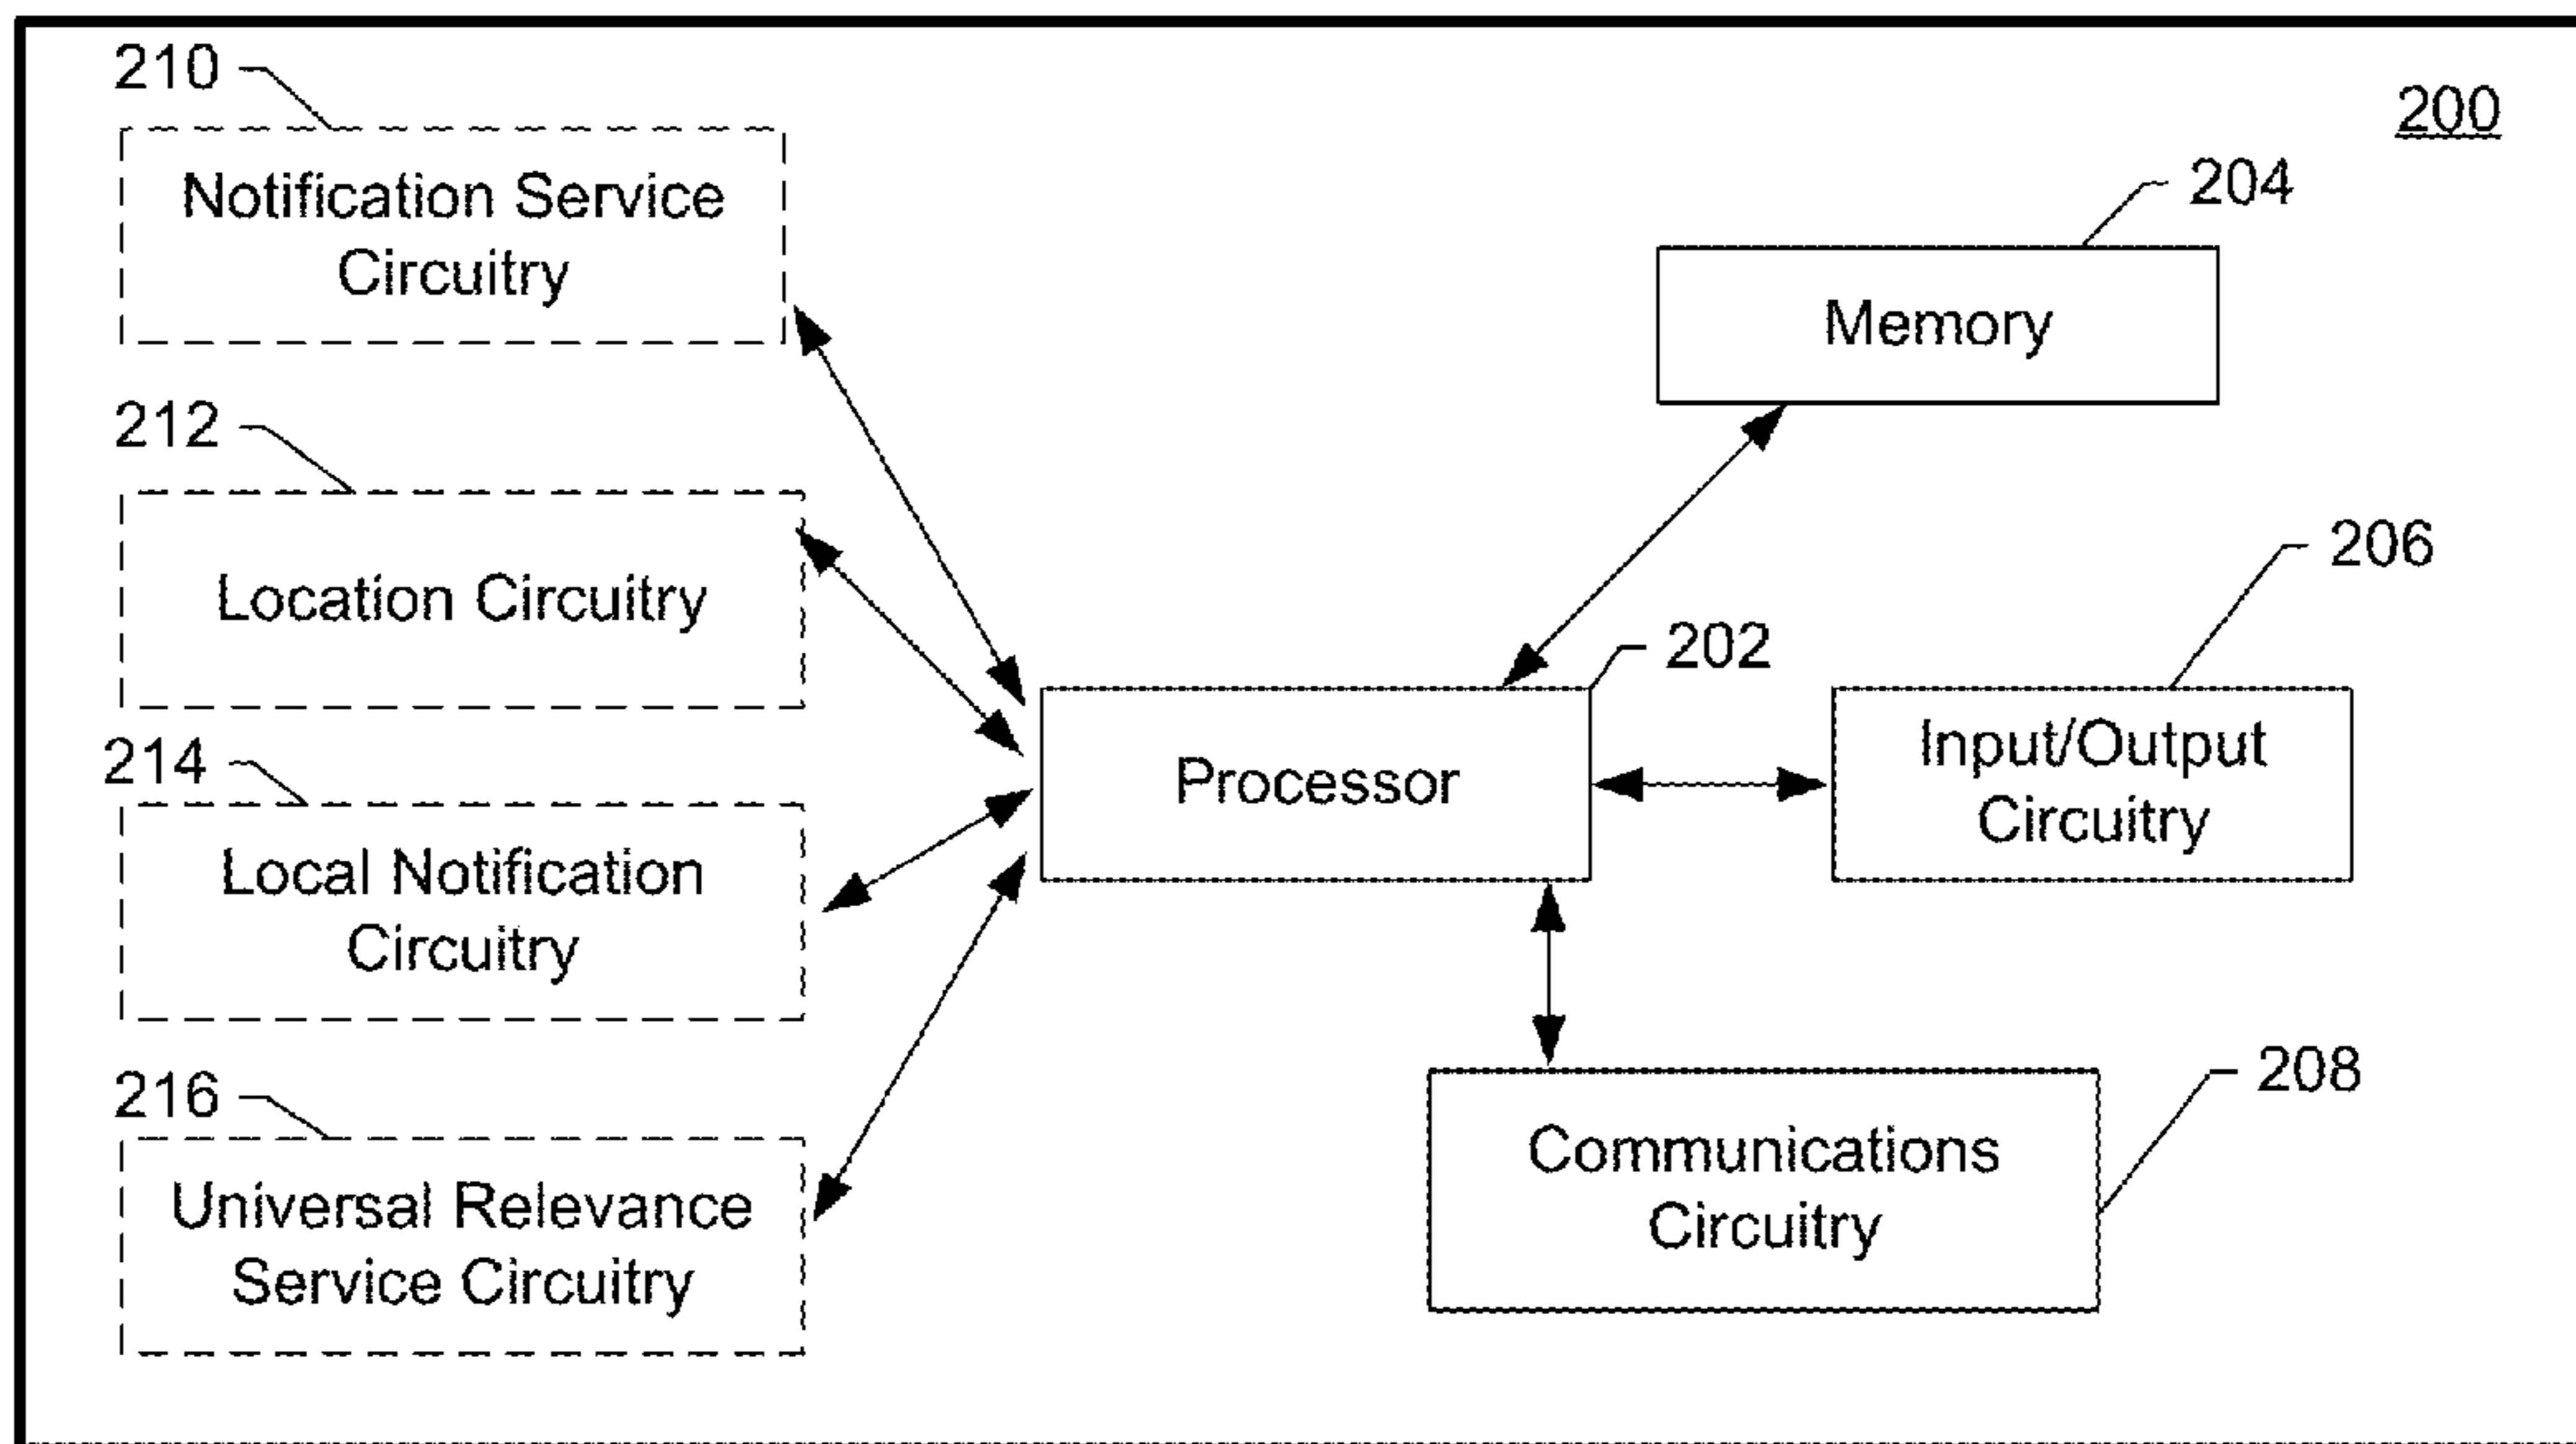 210
200
Notification Service
Circuitry
204
Memory
212
Location Circuitry
206
202
Processor
Input/Output
Circuitry
214
Local Notification
Circuitry
216
Universal Relevance
Service Circuitry
208
Communications
Circuitry